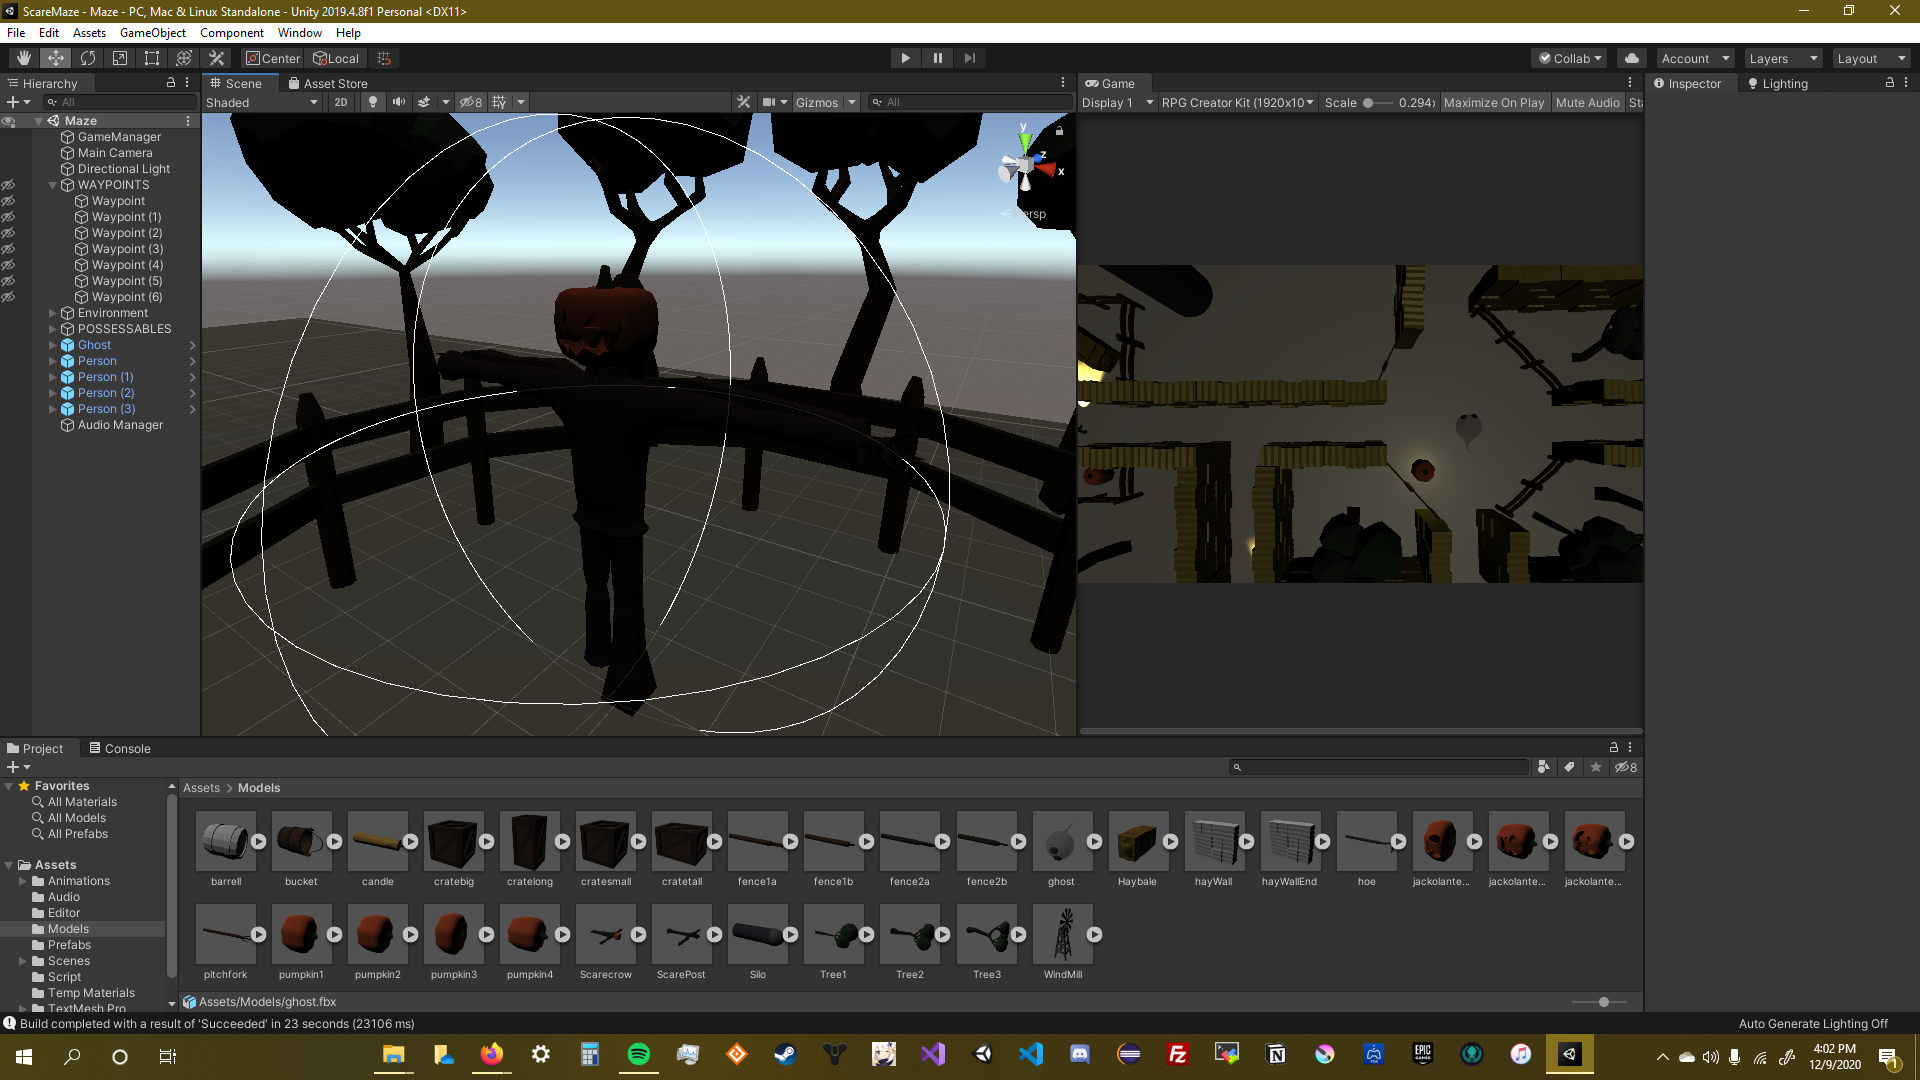 ScareMaze - Maze - PC, Mac & Linux Standalone - Unity 2019.4.8f1 Personal <DX11>
File Edit Assets GameObject Component Window Help
Center Local Collab Account Layers Layout
Hierarchy
All
Maze
GameManager
Main Camera
Directional Light
WAYPOINTS
Waypoint
Waypoint (1)
Waypoint (2)
Waypoint (3)
Waypoint (4)
Waypoint (5)
Waypoint (6)
Environment
POSSESSABLES
Ghost
Person
Person (1)
Person (2)
Person (3)
Audio Manager
Scene Asset Store
Shaded 2D 8 Gizmos All
y
z
x
Persp
Game
Display 1 RPG Creator Kit (1920x10 Scale 0.294x Maximize On Play Mute Audio Sta
Inspector Lighting
Project Console
8
Favorites
All Materials
All Models
All Prefabs
Assets
Animations
Audio
Editor
Models
Prefabs
Scenes
Script
Temp Materials
TextMesh Pro
Assets > Models
barrell bucket candle cratebig cratelong cratesmall cratetall fence1a fence1b fence2a fence2b ghost Haybale hayWall hayWallEnd hoe jackolante... jackolante... jackolante...
pitchfork pumpkin1 pumpkin2 pumpkin3 pumpkin4 Scarecrow ScarePost Silo Tree1 Tree2 Tree3 WindMill
Assets/Models/ghost.fbx
Build completed with a result of 'Succeeded' in 23 seconds (23106 ms)
Auto Generate Lighting Off
EPIC GAMES
4:02 PM
12/9/2020
1